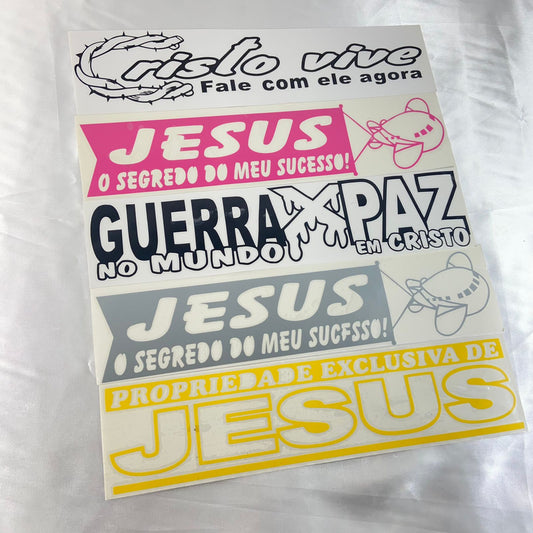 Cristo vive
Fale com ele agora
JESUS
O SEGREDO DO MEU SUCESSO!
GUERRA X PAZ
NO MUNDO EM CRISTO
JESUS
O SEGREDO DO MEU SUCESSO!
PROPRIEDADE EXCLUSIVA DE
JESUS